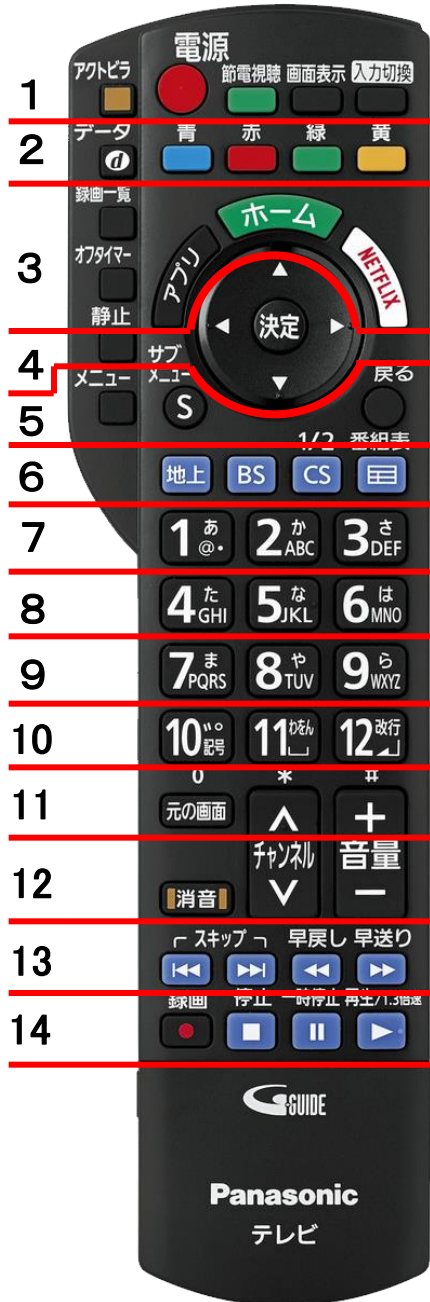 電源
アクトビラ 節電視聴 画面表示 入力切換
1
データ 青 赤 緑 黄
2 d
録画一覧
ホーム
アプリ NETFLIX
3 オフタイマー
決定
静止
4 サブ
メニュー メニュー 戻る
S
5
1/2 番組表
6 地上 BS CS
7 1 あ @. 2 か ABC 3 さ DEF
8 4 た GHI 5 な JKL 6 は MNO
9 7 ま PQRS 8 や TUV 9 ら WXYZ
10 10 ゛゜ 記号 11 わをん 12 改行
0 * #
11 元の画面 +
チャンネル 音量
12 消音 −
スキップ 早戻し 早送り
13
録画 停止 一時停止 再生/1.3倍速
14
G-GUIDE
Panasonic
テレビ